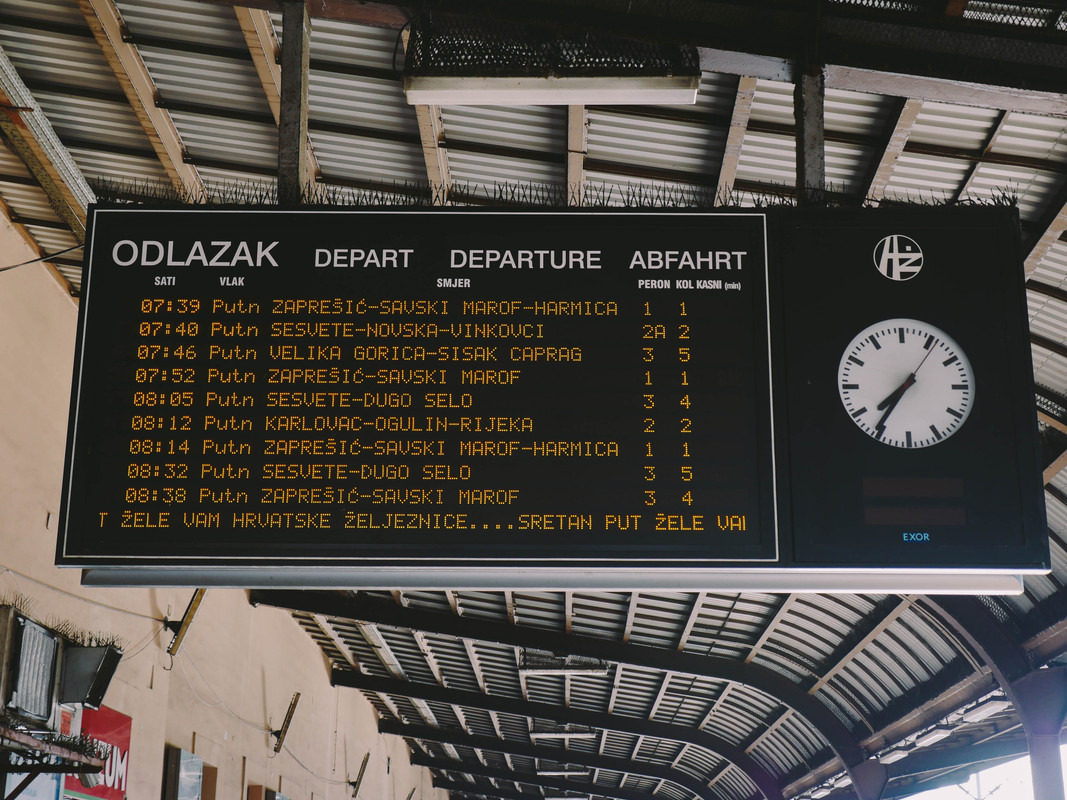 ODLAZAK DEPART DEPARTURE ABFAHRT
SATI VLAK SMJER PERON KOL KASNI (min)
07:39 Putn ZAPREŠIĆ-SAVSKI MAROF-HARMICA 1 1
07:40 Putn SESVETE-NOVSKA-VINKOVCI 2A 2
07:46 Putn VELIKA GORICA-SISAK CAPRAG 3 5
07:52 Putn ZAPREŠIĆ-SAVSKI MAROF 1 1
08:05 Putn SESVETE-DUGO SELO 3 4
08:12 Putn KARLOVAC-OGULIN-RIJEKA 2 2
08:14 Putn ZAPREŠIĆ-SAVSKI MAROF-HARMICA 1 1
08:32 Putn SESVETE-DUGO SELO 3 5
08:38 Putn ZAPREŠIĆ-SAVSKI MAROF 3 4
T ŽELE VAM HRVATSKE ŽELJEZNICE....SRETAN PUT ŽELE VAM
HŽ
EXOR